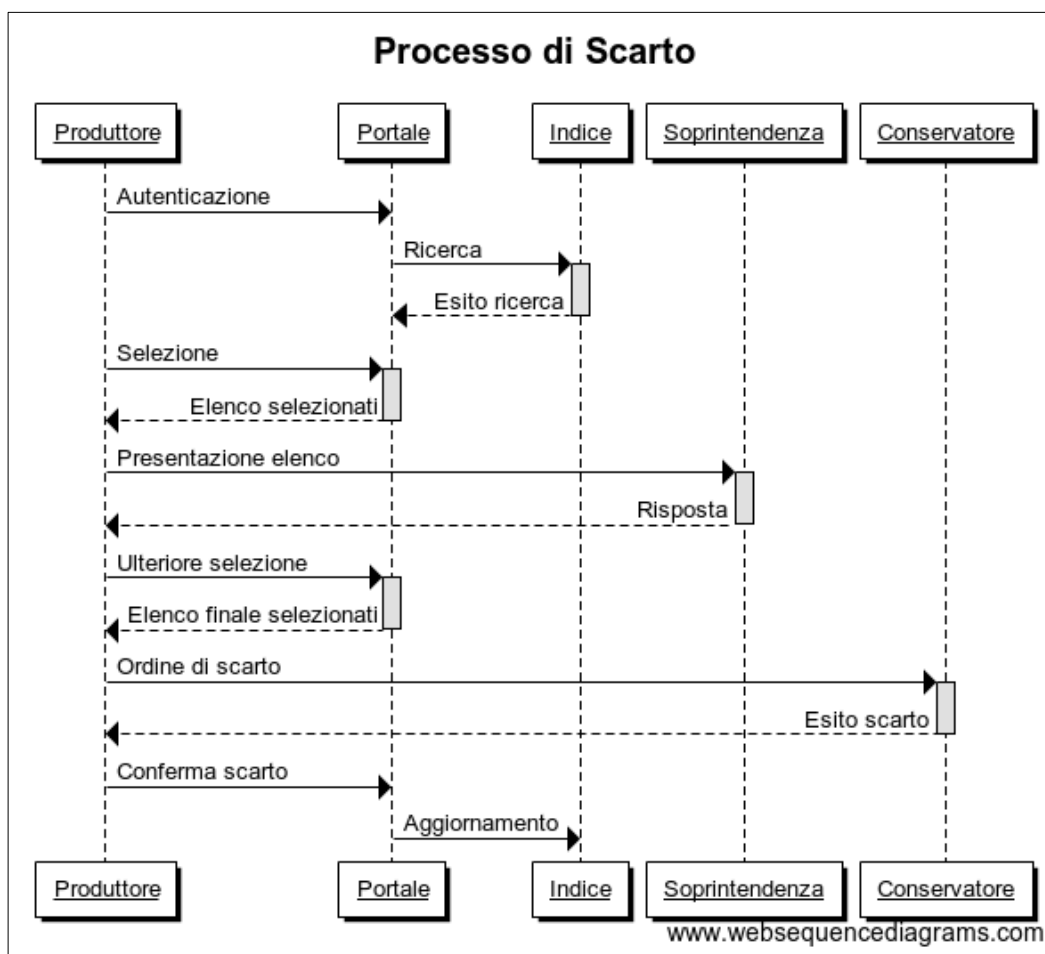 Processo di Scarto
Produttore Portale Indice Soprintendenza Conservatore
Autenticazione
Ricerca
Esito ricerca
Selezione
Elenco selezionati
Presentazione elenco
Risposta
Ulteriore selezione
Elenco finale selezionati
Ordine di scarto
Esito scarto
Conferma scarto
Aggiornamento
Produttore Portale Indice Soprintendenza Conservatore
www.websequencediagrams.com